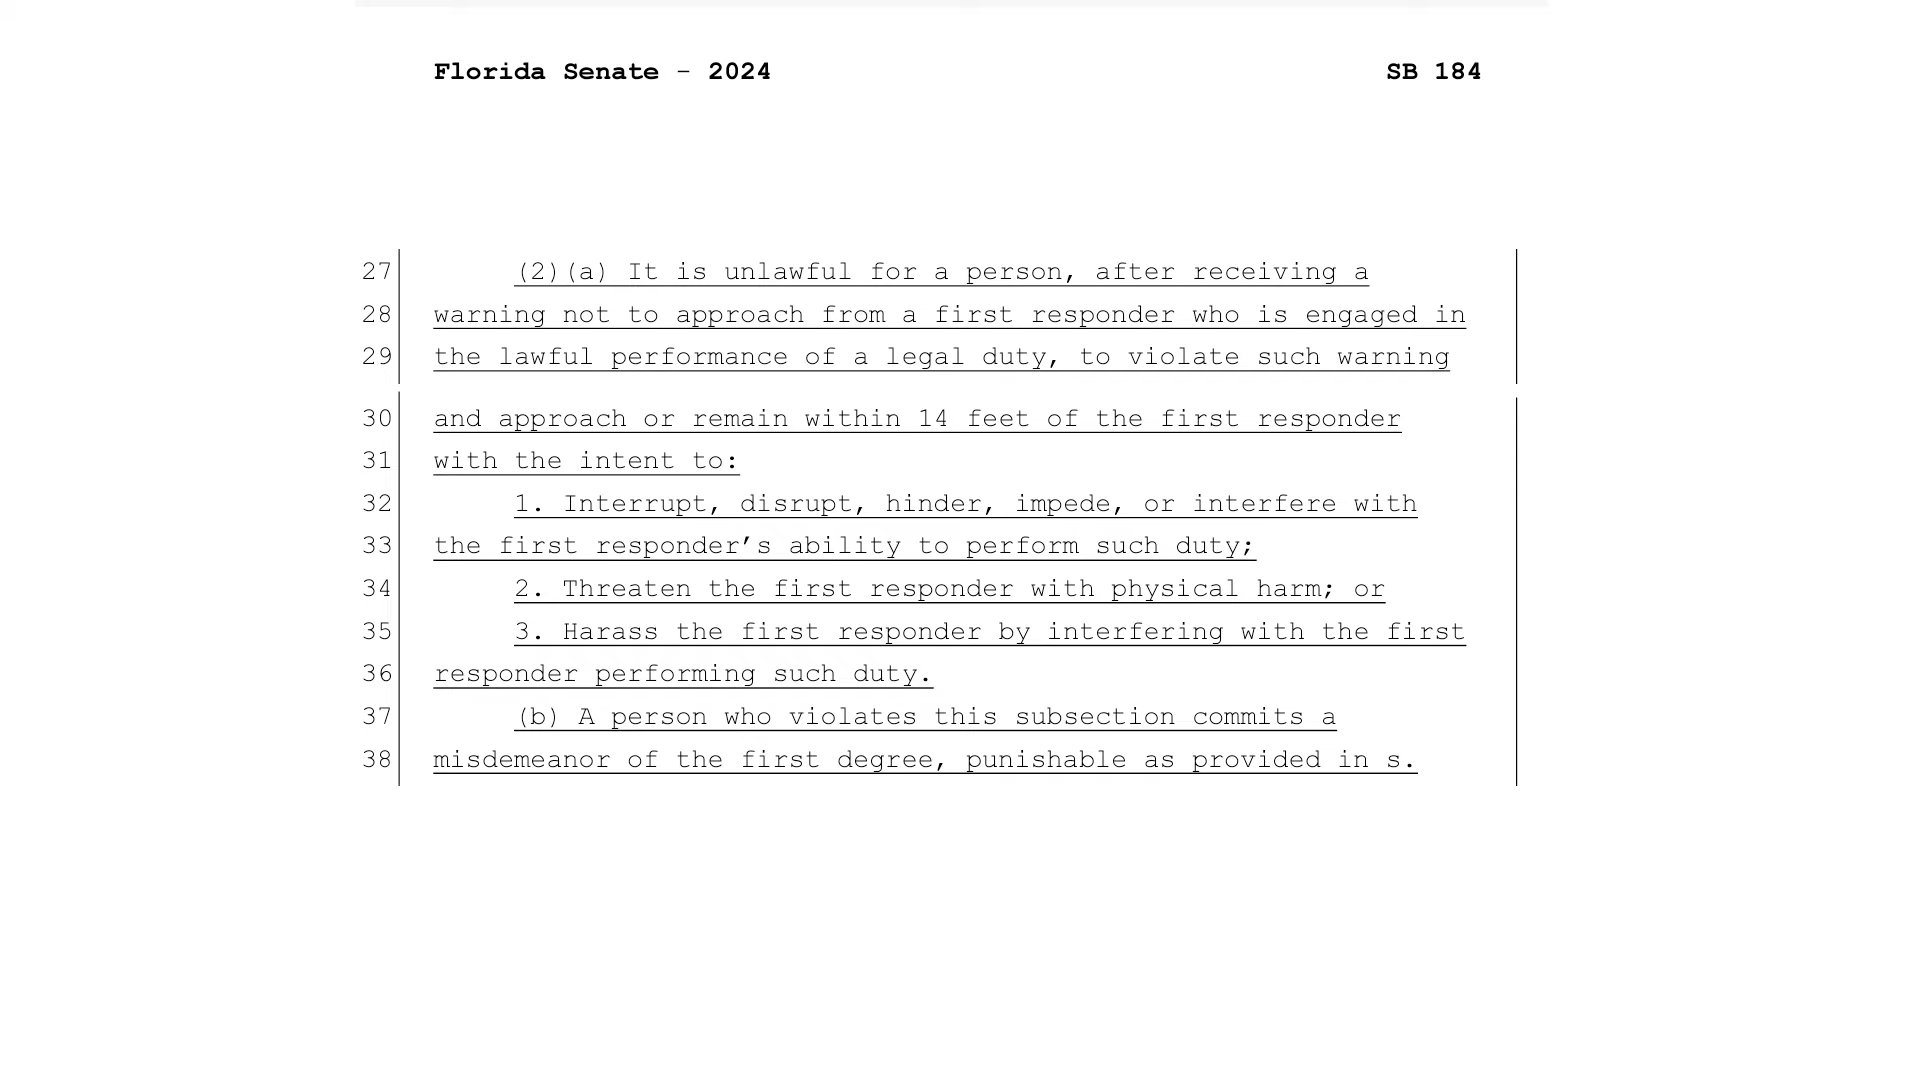 Florida Senate - 2024 SB 184
27 (2)(a) It is unlawful for a person, after receiving a
28 warning not to approach from a first responder who is engaged in
29 the lawful performance of a legal duty, to violate such warning
30 and approach or remain within 14 feet of the first responder
31 with the intent to:
32 1. Interrupt, disrupt, hinder, impede, or interfere with
33 the first responder’s ability to perform such duty;
34 2. Threaten the first responder with physical harm; or
35 3. Harass the first responder by interfering with the first
36 responder performing such duty.
37 (b) A person who violates this subsection commits a
38 misdemeanor of the first degree, punishable as provided in s.